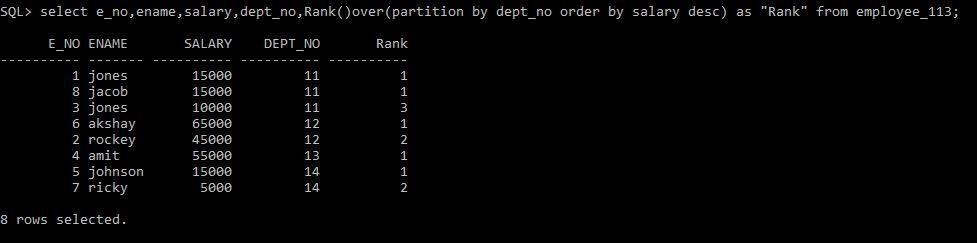 SQL> select e_no,ename,salary,dept_no,Rank()over(partition by dept_no order by salary desc) as "Rank" from employee_113;
E_NO ENAME SALARY DEPT_NO Rank
---------- ------- ---------- ---------- ----------
1 jones 15000 11 1
8 jacob 15000 11 1
3 jones 10000 11 3
6 akshay 65000 12 1
2 rockey 45000 12 2
4 amit 55000 13 1
5 johnson 15000 14 1
7 ricky 5000 14 2
8 rows selected.